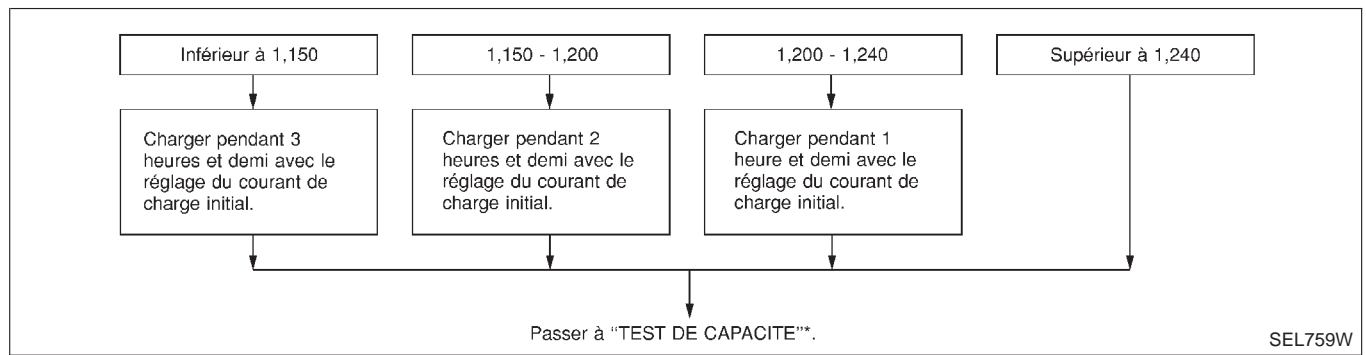 Inférieur à 1,150
1,150 - 1,200
1,200 - 1,240
Supérieur à 1,240
Charger pendant 3
heures et demi avec le
réglage du courant de
charge initial.
Charger pendant 2
heures et demi avec le
réglage du courant de
charge initial.
Charger pendant 1
heure et demi avec le
réglage du courant de
charge initial.
Passer à “TEST DE CAPACITE”*.
SEL759W